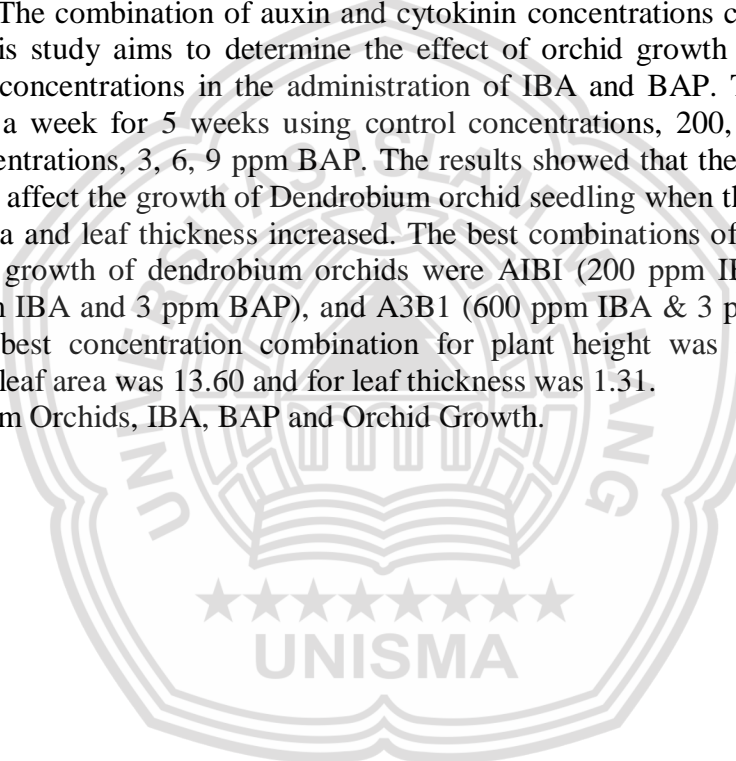 The combination of auxin and cytokinin concentrations c
is study aims to determine the effect of orchid growth
concentrations in the administration of IBA and BAP. T
a week for 5 weeks using control concentrations, 200,
entrations, 3, 6, 9 ppm BAP. The results showed that the
affect the growth of Dendrobium orchid seedling when th
a and leaf thickness increased. The best combinations of
growth of dendrobium orchids were AIBI (200 ppm IB
n IBA and 3 ppm BAP), and A3B1 (600 ppm IBA & 3 p
best concentration combination for plant height was
leaf area was 13.60 and for leaf thickness was 1.31.
m Orchids, IBA, BAP and Orchid Growth.
UNIVERSITAS ISLAM MALANG
UNISMA